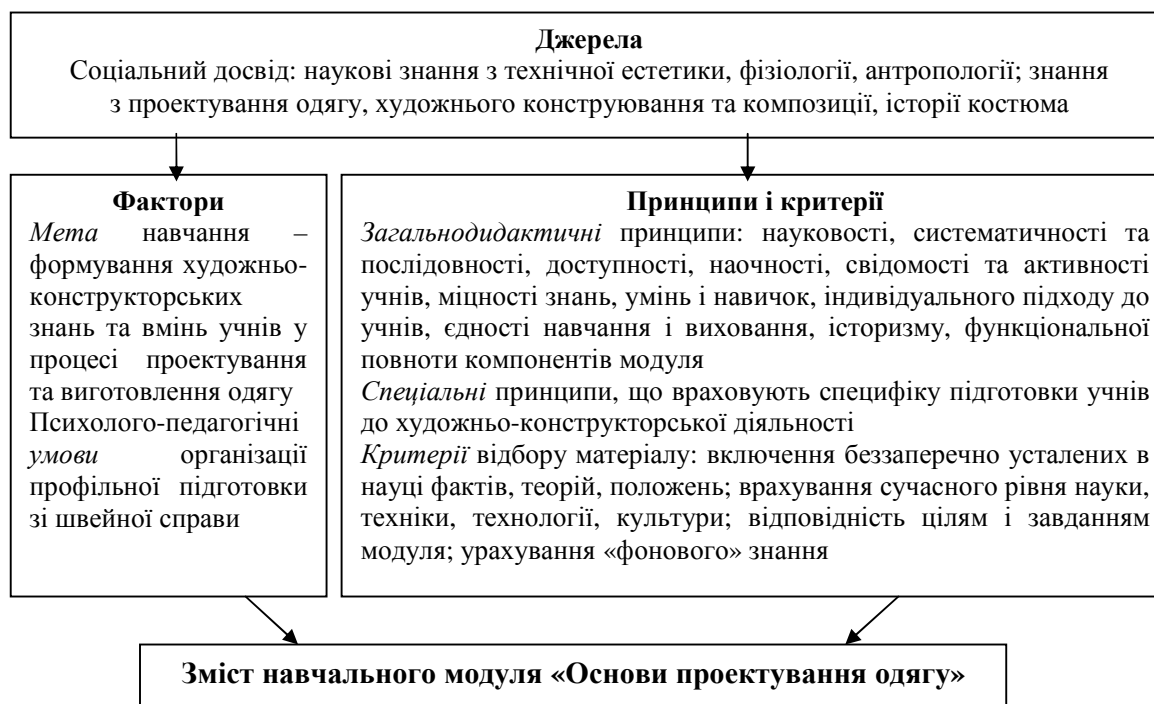 Джерела
Соціальний досвід: наукові знання з технічної естетики, фізіології, антропології; знання
з проектування одягу, художнього конструювання та композиції, історії костюма
Фактори
Мета навчання –
формування художньо-
конструкторських
знань та вмінь учнів у
процесі проектування
та виготовлення одягу
Психолого-педагогічні
умови організації
профільної підготовки
зі швейної справи
Принципи і критерії
Загальнодидактичні принципи: науковості, систематичності та
послідовності, доступності, наочності, свідомості та активності
учнів, міцності знань, умінь і навичок, індивідуального підходу до
учнів, єдності навчання і виховання, історизму, функціональної
повноти компонентів модуля
Спеціальні принципи, що враховують специфіку підготовки учнів
до художньо-конструкторської діяльності
Критерії відбору матеріалу: включення беззаперечно усталених в
науці фактів, теорій, положень; врахування сучасного рівня науки,
техніки, технології, культури; відповідність цілям і завданням
модуля; урахування «фонового» знання
Зміст навчального модуля «Основи проектування одягу»